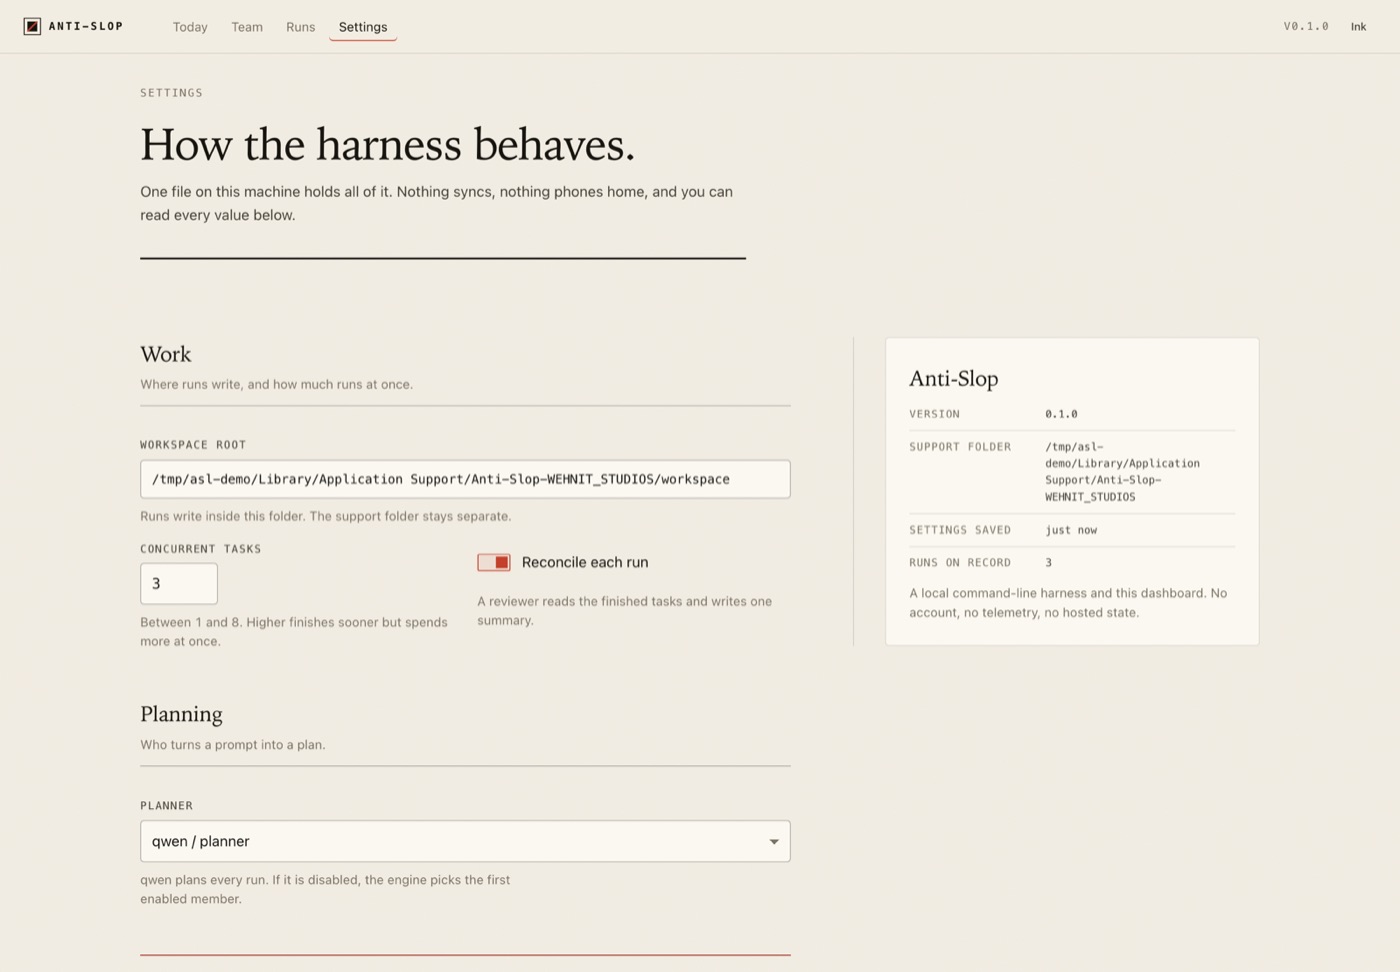 ANTI-SLOP
Today
Team
Runs
Settings
V0.1.0
Ink
SETTINGS
How the harness behaves.
One file on this machine holds all of it. Nothing syncs, nothing phones home, and you can
read every value below.
Work
Where runs write, and how much runs at once.
WORKSPACE ROOT
/tmp/asl-demo/Library/Application Support/Anti-Slop-WEHNIT_STUDIOS/workspace
Runs write inside this folder. The support folder stays separate.
CONCURRENT TASKS
3
Between 1 and 8. Higher finishes sooner but spends
more at once.
Reconcile each run
A reviewer reads the finished tasks and writes one
summary.
Planning
Who turns a prompt into a plan.
PLANNER
qwen / planner
qwen plans every run. If it is disabled, the engine picks the first
enabled member.
Anti-Slop
VERSION
0.1.0
SUPPORT FOLDER
/tmp/asl-
demo/Library/Application
Support/Anti-Slop-
WEHNIT_STUDIOS
SETTINGS SAVED
just now
RUNS ON RECORD
3
A local command-line harness and this dashboard. No
account, no telemetry, no hosted state.